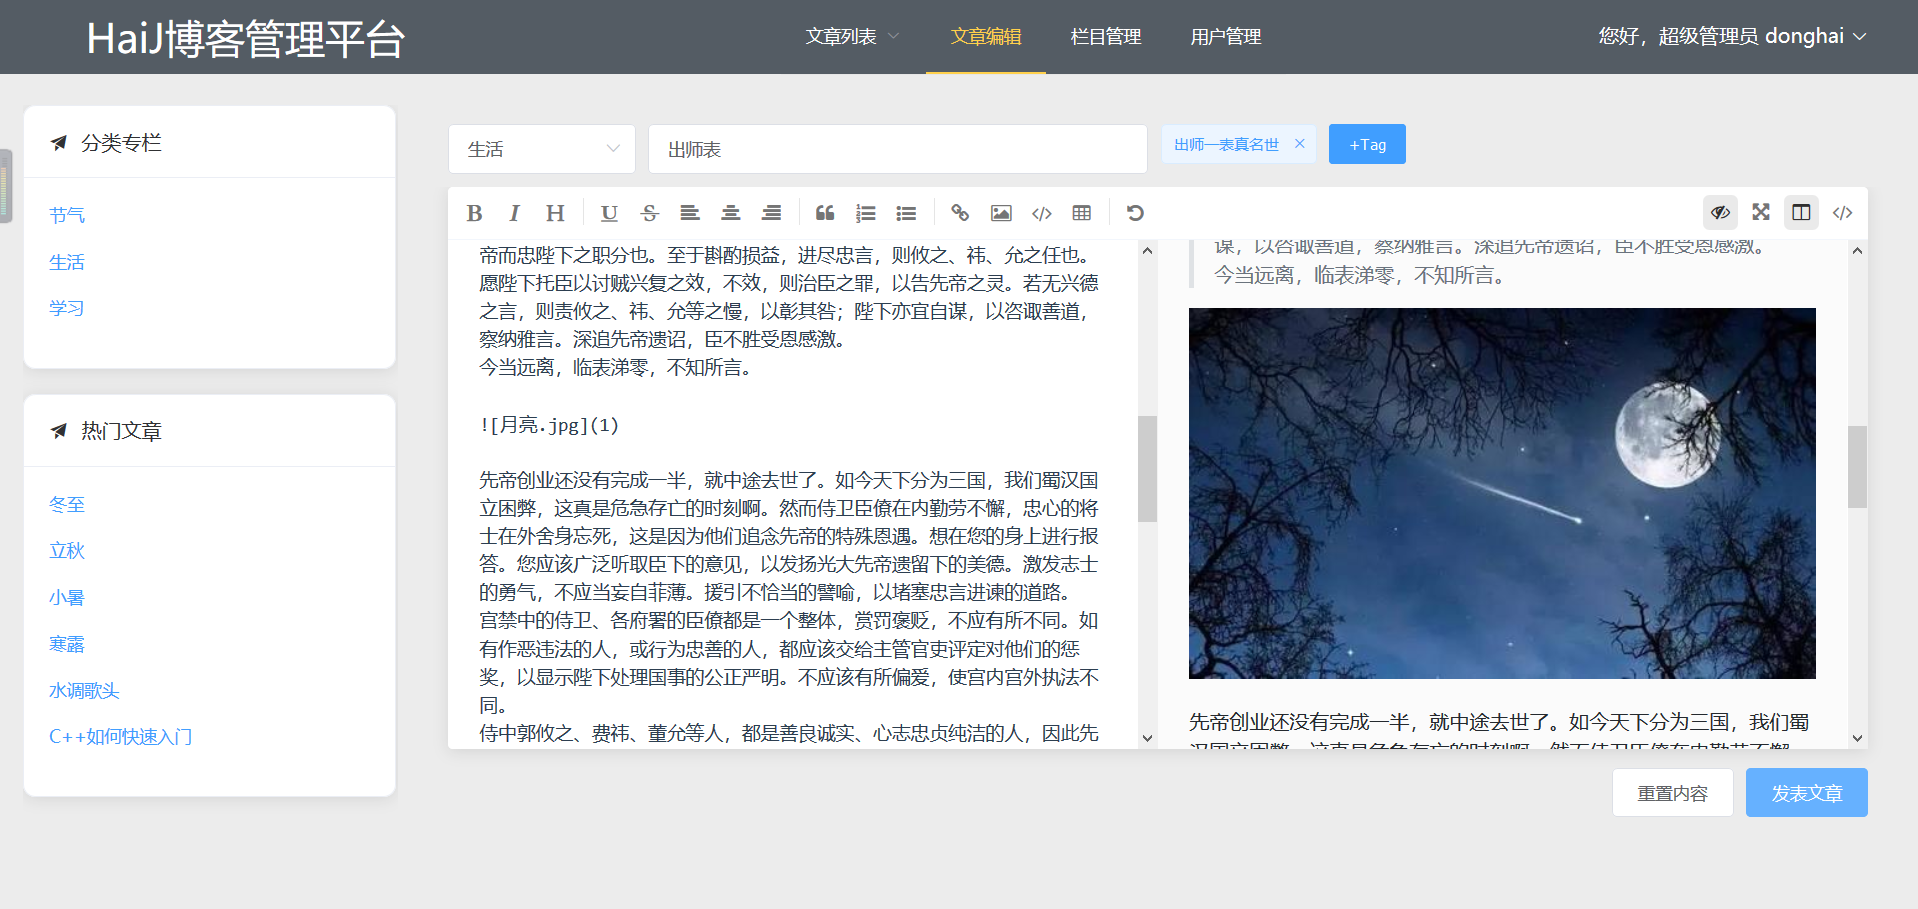 HaiJ博客管理平台
文章列表
文章编辑
栏目管理
用户管理
您好，超级管理员 donghai
分类专栏
节气
生活
学习
热门文章
冬至
立秋
小暑
寒露
水调歌头
C++如何快速入门
生活
出师表
出师一表真名世
+Tag
帝而忠陛下之职分也。至于斟酌损益，进尽忠言，则攸之、祎、允之任也。
愿陛下托臣以讨贼兴复之效，不效，则治臣之罪，以告先帝之灵。若无兴德
之言，则责攸之、祎、允等之慢，以彰其咎；陛下亦宜自谋，以咨诹善道，
察纳雅言。深追先帝遗诏，臣不胜受恩感激。
今当远离，临表涕零，不知所言。
![月亮.jpg](1)
先帝创业还没有完成一半，就中途去世了。如今天下分为三国，我们蜀汉国
立困弊，这真是危急存亡的时刻啊。然而侍卫臣僚在内勤劳不懈，忠心的将
士在外舍身忘死，这是因为他们追念先帝的特殊恩遇。想在您的身上进行报
答。您应该广泛听取臣下的意见，以发扬光大先帝遗留下的美德。激发志士
的勇气，不应当妄自菲薄。援引不恰当的譬喻，以堵塞忠言进谏的道路。
宫禁中的侍卫、各府署的臣僚都是一个整体，赏罚褒贬，不应有所不同。如
有作恶违法的人，或行为忠善的人，都应该交给主管官吏评定对他们的惩
奖，以显示陛下处理国事的公正严明。不应该有所偏爱，使宫内宫外执法不
同。
侍中郭攸之、费祎、董允等人，都是善良诚实、心志忠贞纯洁的人，因此先
谋，以咨诹善道，察纳雅言。深追先帝遗诏，臣不胜受恩感激。
今当远离，临表涕零，不知所言。
先帝创业还没有完成一半，就中途去世了。如今天下分为三国，我们蜀
汉国立困弊，这真是危急存亡的时刻啊。然而侍卫臣僚在内勤劳不懈，
重置内容
发表文章